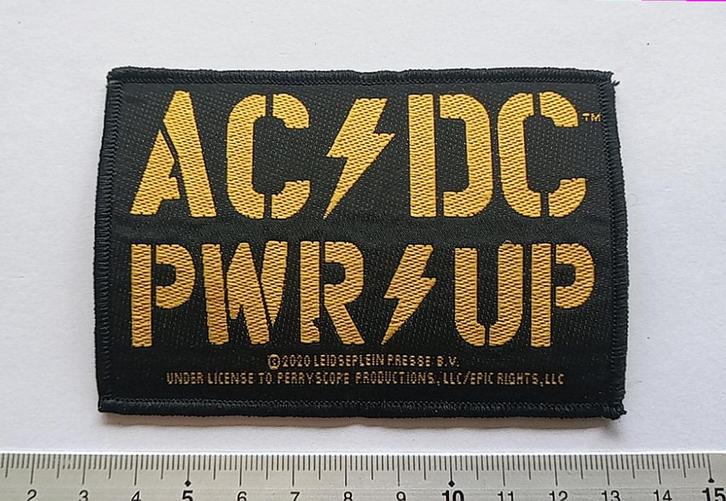 AC⚡DC™
PWR⚡UP
©2020 LEIDSEPLEIN PRESSE B.V.
UNDER LICENSE TO PERRYSCOPE PRODUCTIONS, LLC/EPIC RIGHTS, LLC
2 3 4 5 6 7 8 9 10 11 12 13 14 15